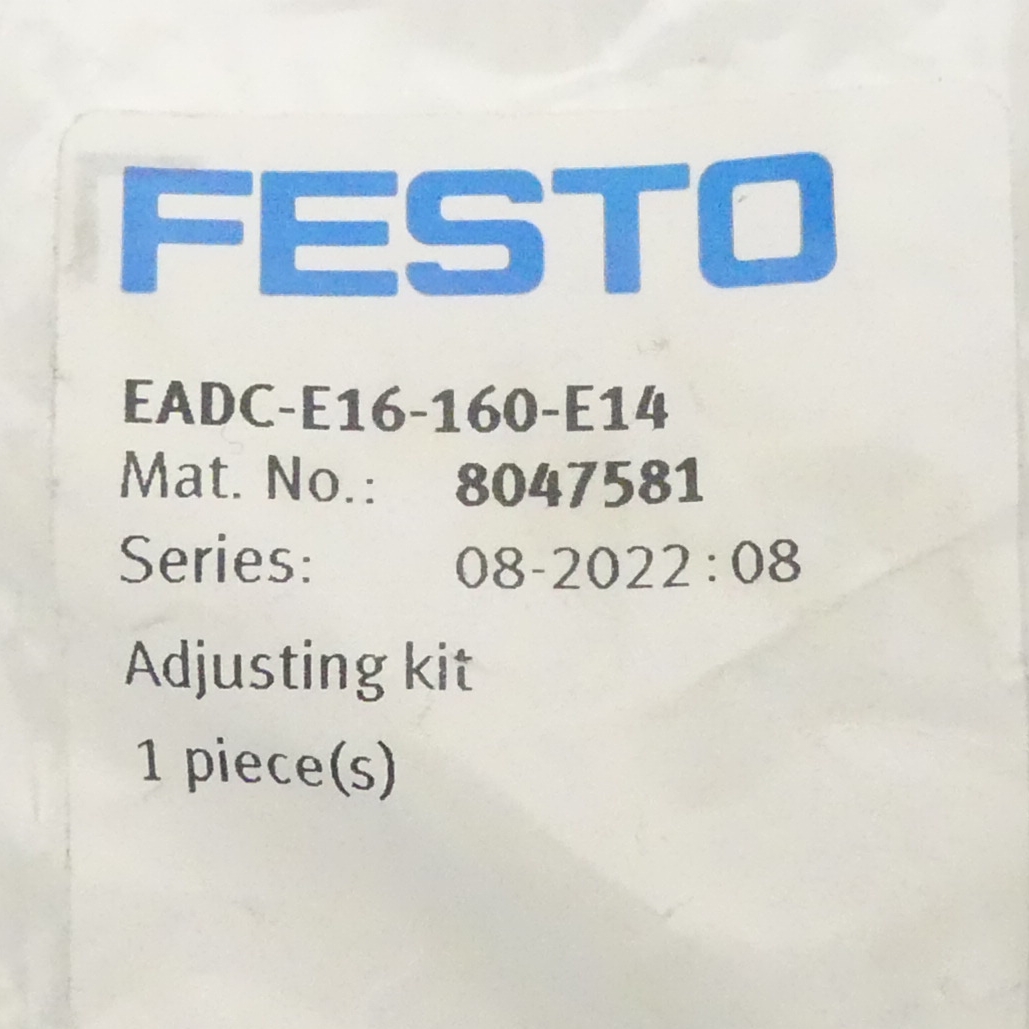 FESTO
EADC-E16-160-E14
Mat. No.: 8047581
Series: 08-2022:08
Adjusting kit
1 piece(s)